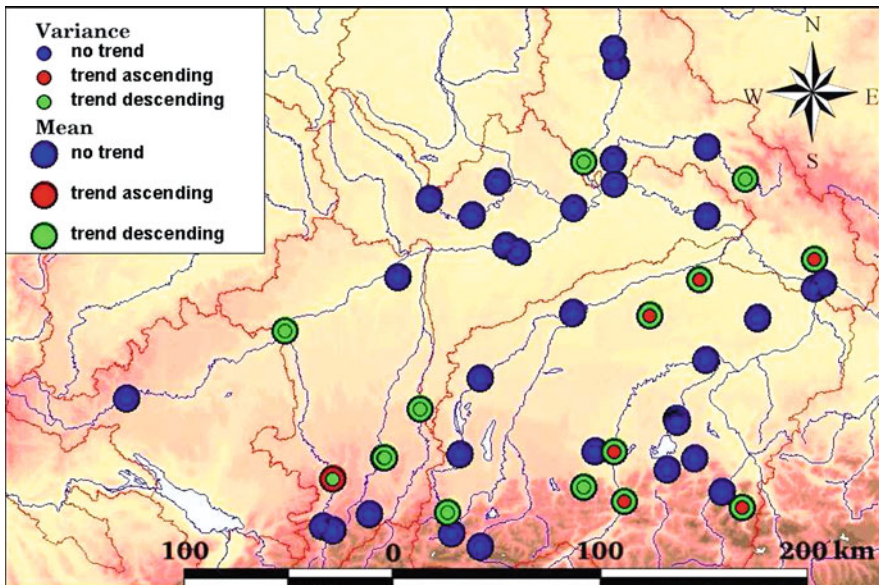 Variance
no trend
trend ascending
trend descending
Mean
no trend
trend ascending
trend descending
N
W E
S
100 0 100 200 km